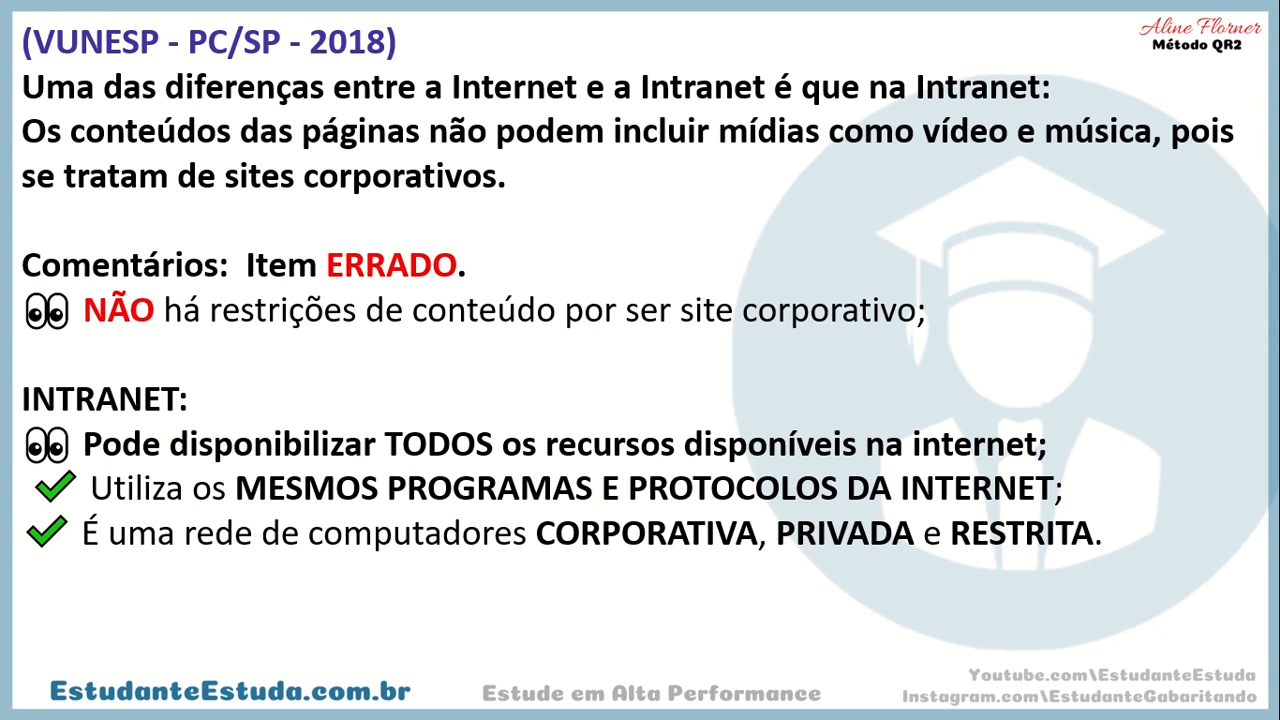 (VUNESP - PC/SP - 2018)
Aline Florner
Método QR2
Uma das diferenças entre a Internet e a Intranet é que na Intranet:
Os conteúdos das páginas não podem incluir mídias como vídeo e música, pois
se tratam de sites corporativos.
Comentários: Item ERRADO.
👀 NÃO há restrições de conteúdo por ser site corporativo;
INTRANET:
👀 Pode disponibilizar TODOS os recursos disponíveis na internet;
✔ Utiliza os MESMOS PROGRAMAS E PROTOCOLOS DA INTERNET;
✔ É uma rede de computadores CORPORATIVA, PRIVADA e RESTRITA.
EstudanteEstuda.com.br
Estude em Alta Performance
Youtube.com\EstudanteEstuda
Instagram.com\EstudanteGabaritando